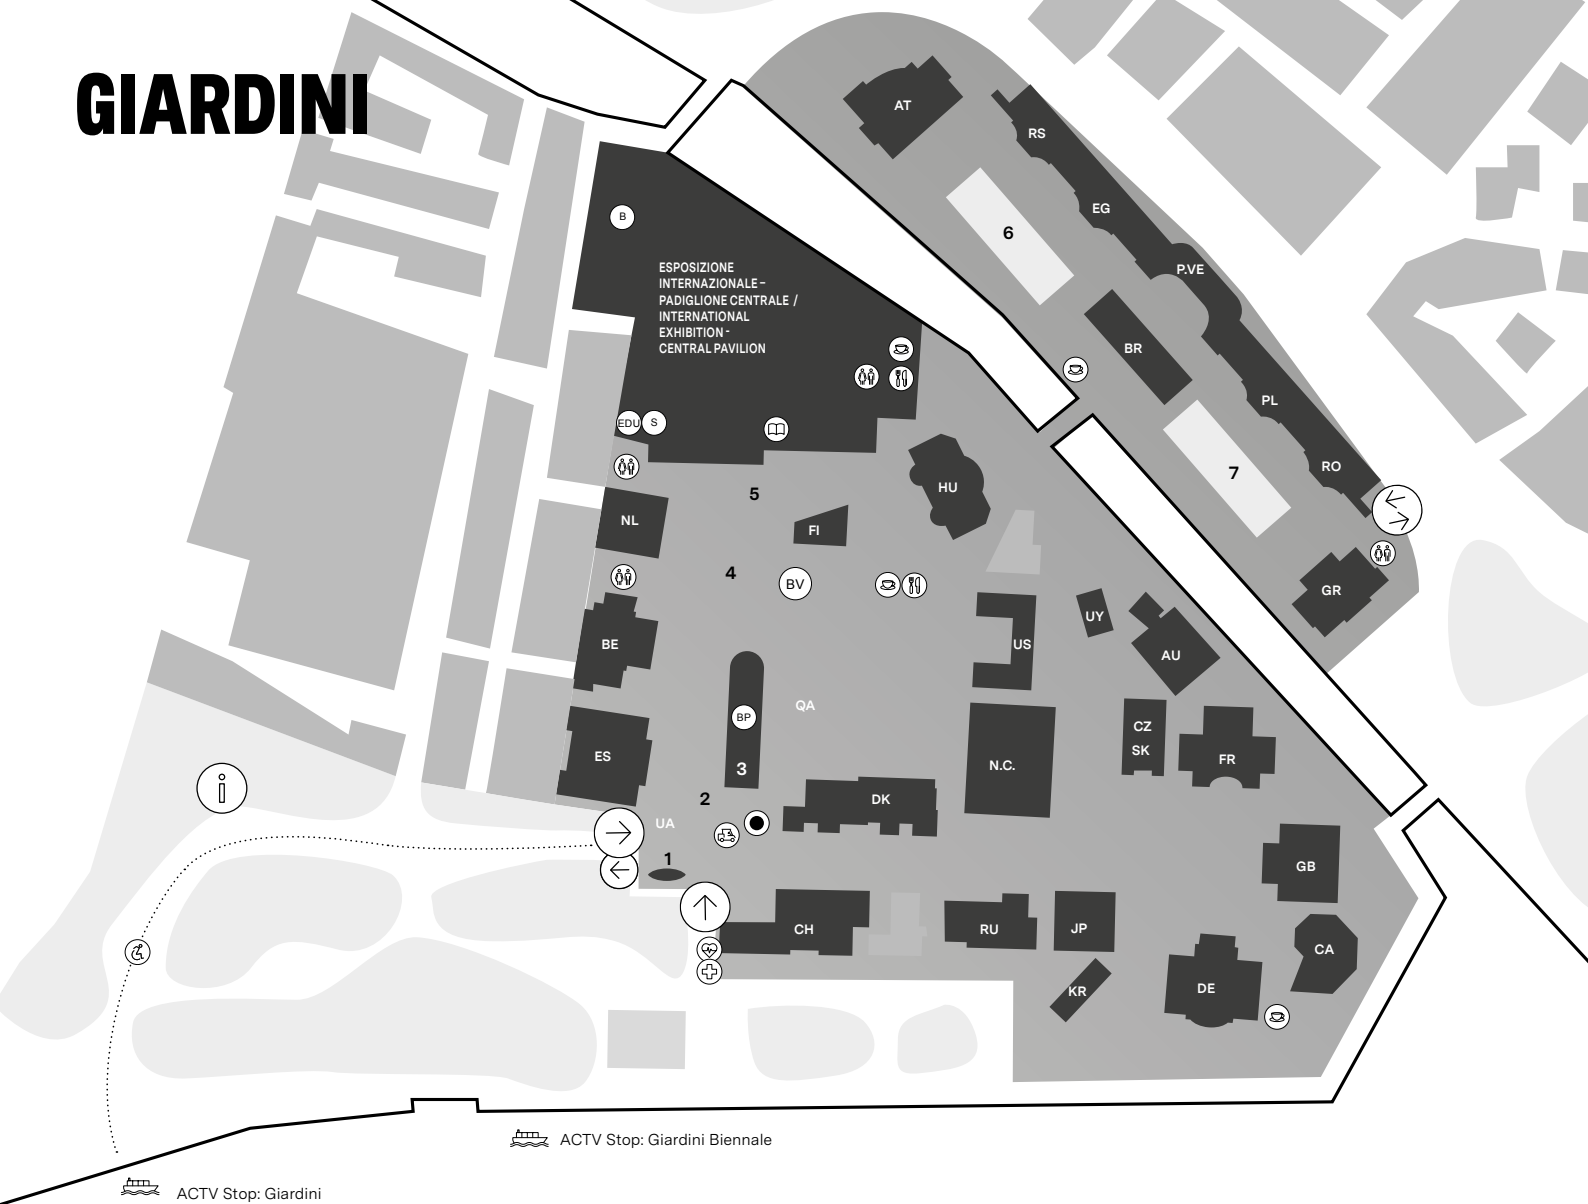 GIARDINI
AT
RS
B
EG
6
ESPOSIZIONE
INTERNAZIONALE –
PADIGLIONE CENTRALE /
INTERNATIONAL
EXHIBITION -
CENTRAL PAVILION
P.VE
BR
PL
EDU
S
RO
7
HU
5
NL
FI
4
BV
GR
UY
BE
US
AU
QA
BP
CZ
SK
ES
3
N.C.
FR
2
DK
UA
1
GB
CH
RU
JP
CA
KR
DE
ACTV Stop: Giardini Biennale
ACTV Stop: Giardini